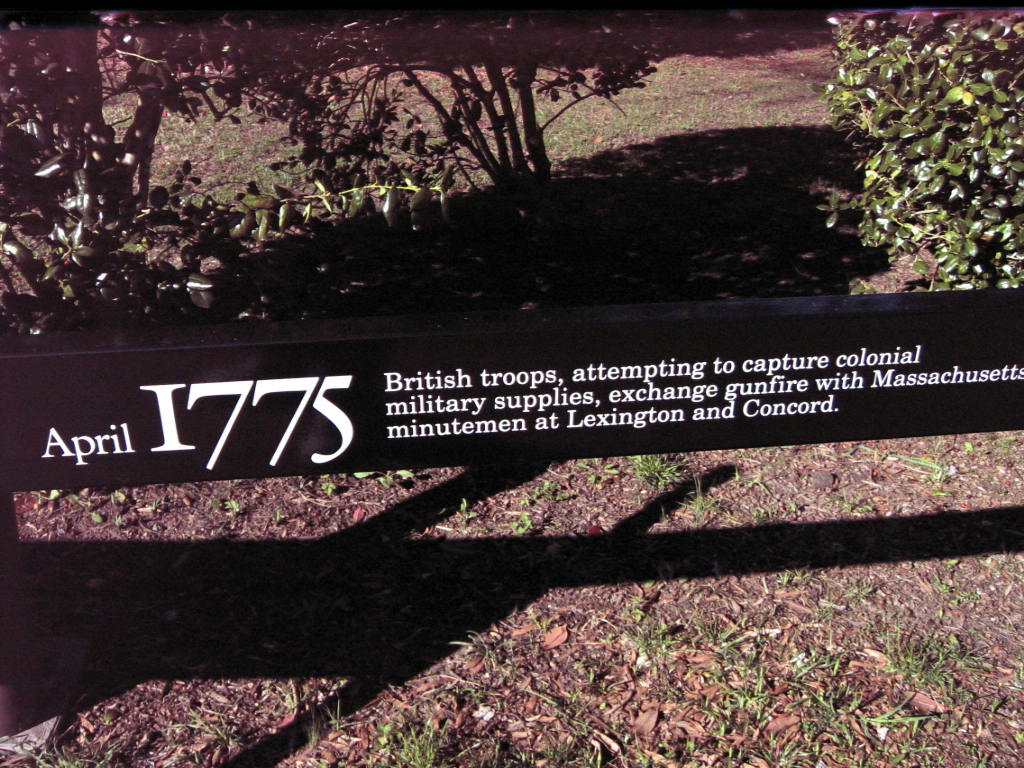 April 1775
British troops, attempting to capture colonial
military supplies, exchange gunfire with Massachusetts
minutemen at Lexington and Concord.